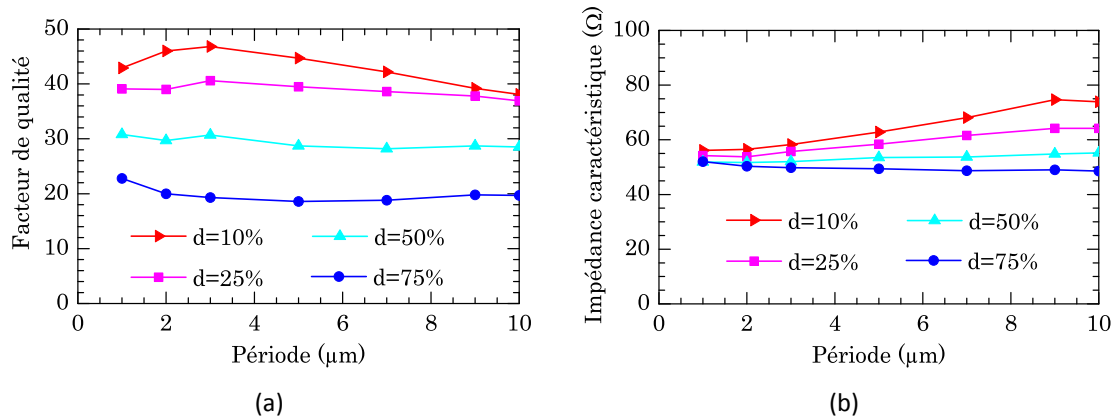 50
40
30
20
10
0
Facteur de qualité
d=10%
d=50%
d=25%
d=75%
0 2 4 6 8 10
Période (µm)
(a)
100
80
60
40
20
0
Impédance caractéristique (Ω)
d=10%
d=50%
d=25%
d=75%
0 2 4 6 8 10
Période (µm)
(b)